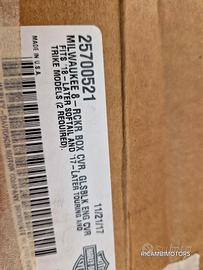 25700521
MILWAUKEE 8-RCKR BOX CVR, GLSBLK ENG CVR
FITS '18-LATER SOFTAIL AND '17-LATER TOURING AND
TRIKE MODELS (2 REQUIRED).
MADE IN U.S.A.
11/21/17
RICAMBIMOTORS